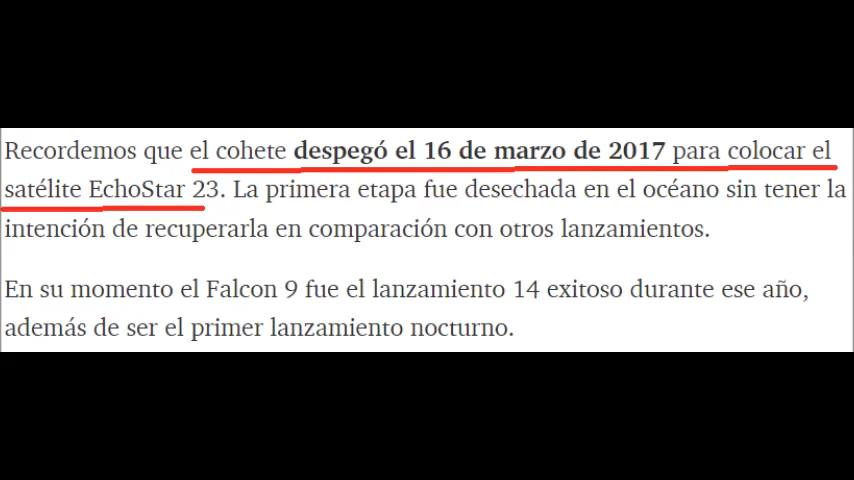 Recordemos que el cohete despegó el 16 de marzo de 2017 para colocar el
satélite EchoStar 23. La primera etapa fue desechada en el océano sin tener la
intención de recuperarla en comparación con otros lanzamientos.
En su momento el Falcon 9 fue el lanzamiento 14 exitoso durante ese año,
además de ser el primer lanzamiento nocturno.